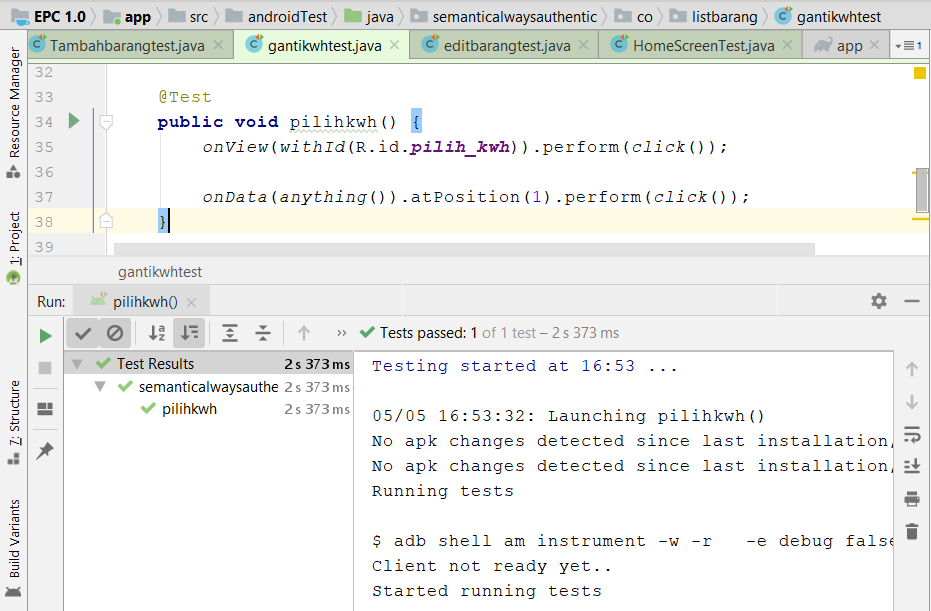 EPC 1.0 app src androidTest java semanticalwaysauthentic co listbarang gantikwhtest
Tambahbarangtest.java gantikwhtest.java editbarangtest.java HomeScreenTest.java app 1
Resource Manager
1: Project
7: Structure
Build Variants
32
33 @Test
34 public void pilihkwh() {
35 onView(withId(R.id.pilih_kwh)).perform(click());
36
37 onData(anything()).atPosition(1).perform(click());
38 }
39
gantikwhtest
Run: pilihkwh()
Tests passed: 1 of 1 test – 2 s 373 ms
Test Results 2 s 373 ms
semanticalwaysauthe 2 s 373 ms
pilihkwh 2 s 373 ms
Testing started at 16:53 ...
05/05 16:53:32: Launching pilihkwh()
No apk changes detected since last installation,
No apk changes detected since last installation,
Running tests
$ adb shell am instrument -w -r -e debug false
Client not ready yet..
Started running tests